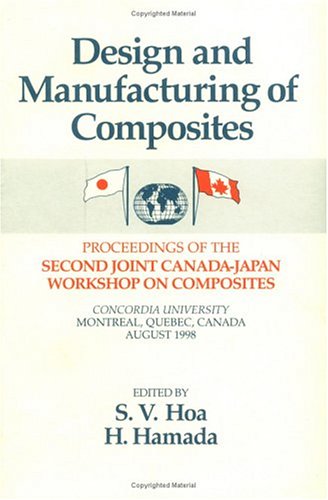 Copyrighted Material
Design and
Manufacturing of
Composites
PROCEEDINGS OF THE
SECOND JOINT CANADA-JAPAN
WORKSHOP ON COMPOSITES
CONCORDIA UNIVERSITY
MONTREAL, QUEBEC, CANADA
AUGUST 1998
EDITED BY
S. V. Hoa
H. Hamada
Copyrighted Material